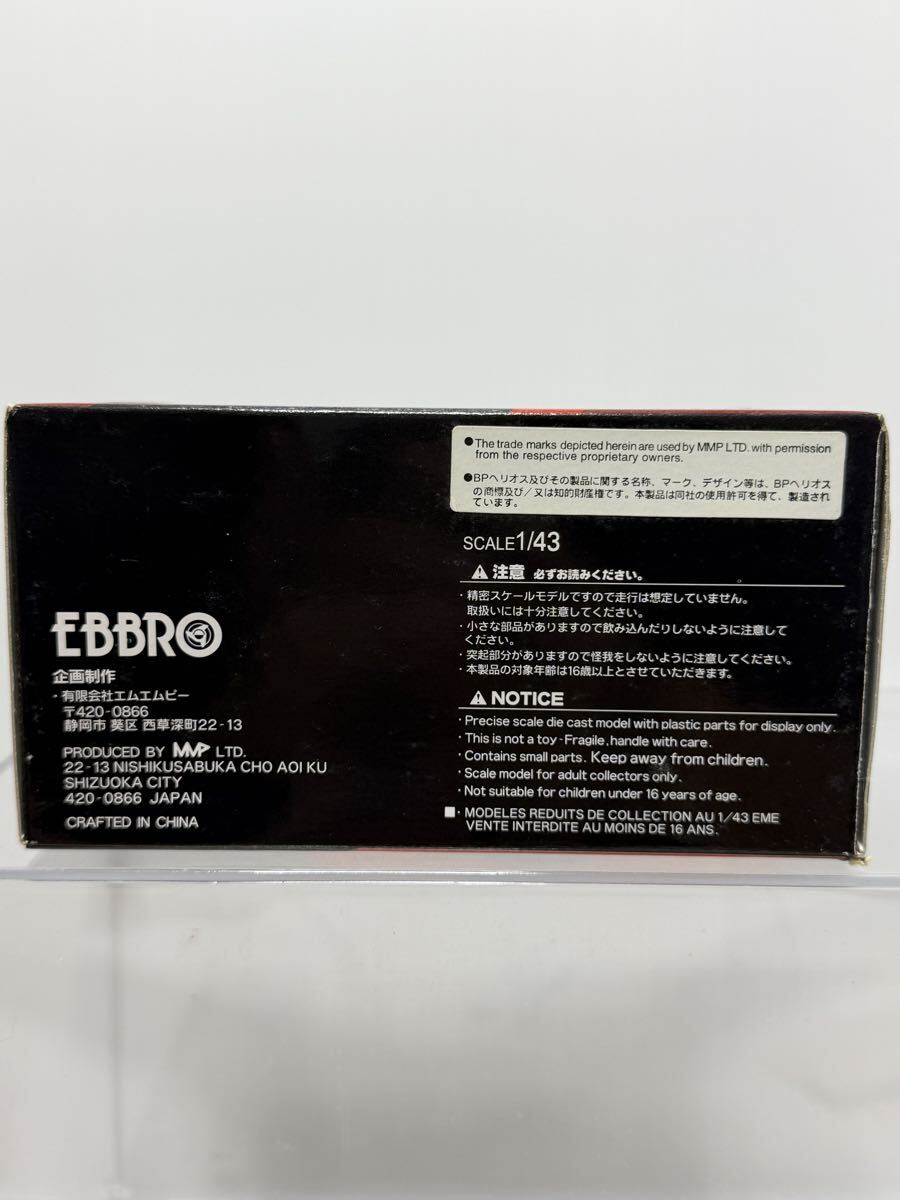 ●The trade marks depicted herein are used by MMP LTD. with permission
from the respective proprietary owners.
●BPヘリオス及びその製品に関する名称、マーク、デザイン等は、BPヘリオス
の商標及び/又は知的財産権です。本製品は同社の使用許可を得て、製造され
ています。
SCALE1/43
⚠注意 必ずお読みください。
・精密スケールモデルですので走行は想定していません。
取扱いには十分注意してください。
・小さな部品がありますので飲み込んだりしないように注意して
ください。
・突起部分がありますので怪我をしないように注意してください。
・本製品の対象年齢は16歳以上とさせていただきます。
⚠NOTICE
・Precise scale die cast model with plastic parts for display only.
・This is not a toy-Fragile, handle with care.
・Contains small parts. Keep away from children.
・Scale model for adult collectors only.
・Not suitable for children under 16 years of age.
・MODELES REDUITS DE COLLECTION AU 1/43 EME
VENTE INTERDITE AU MOINS DE 16 ANS.
EBBRO
企画制作
・有限会社エムエムピー
〒420-0866
静岡市 葵区 西草深町22-13
PRODUCED BY MMP LTD.
22-13 NISHIKUSABUKA CHO AOI KU
SHIZUOKA CITY
420-0866 JAPAN
CRAFTED IN CHINA